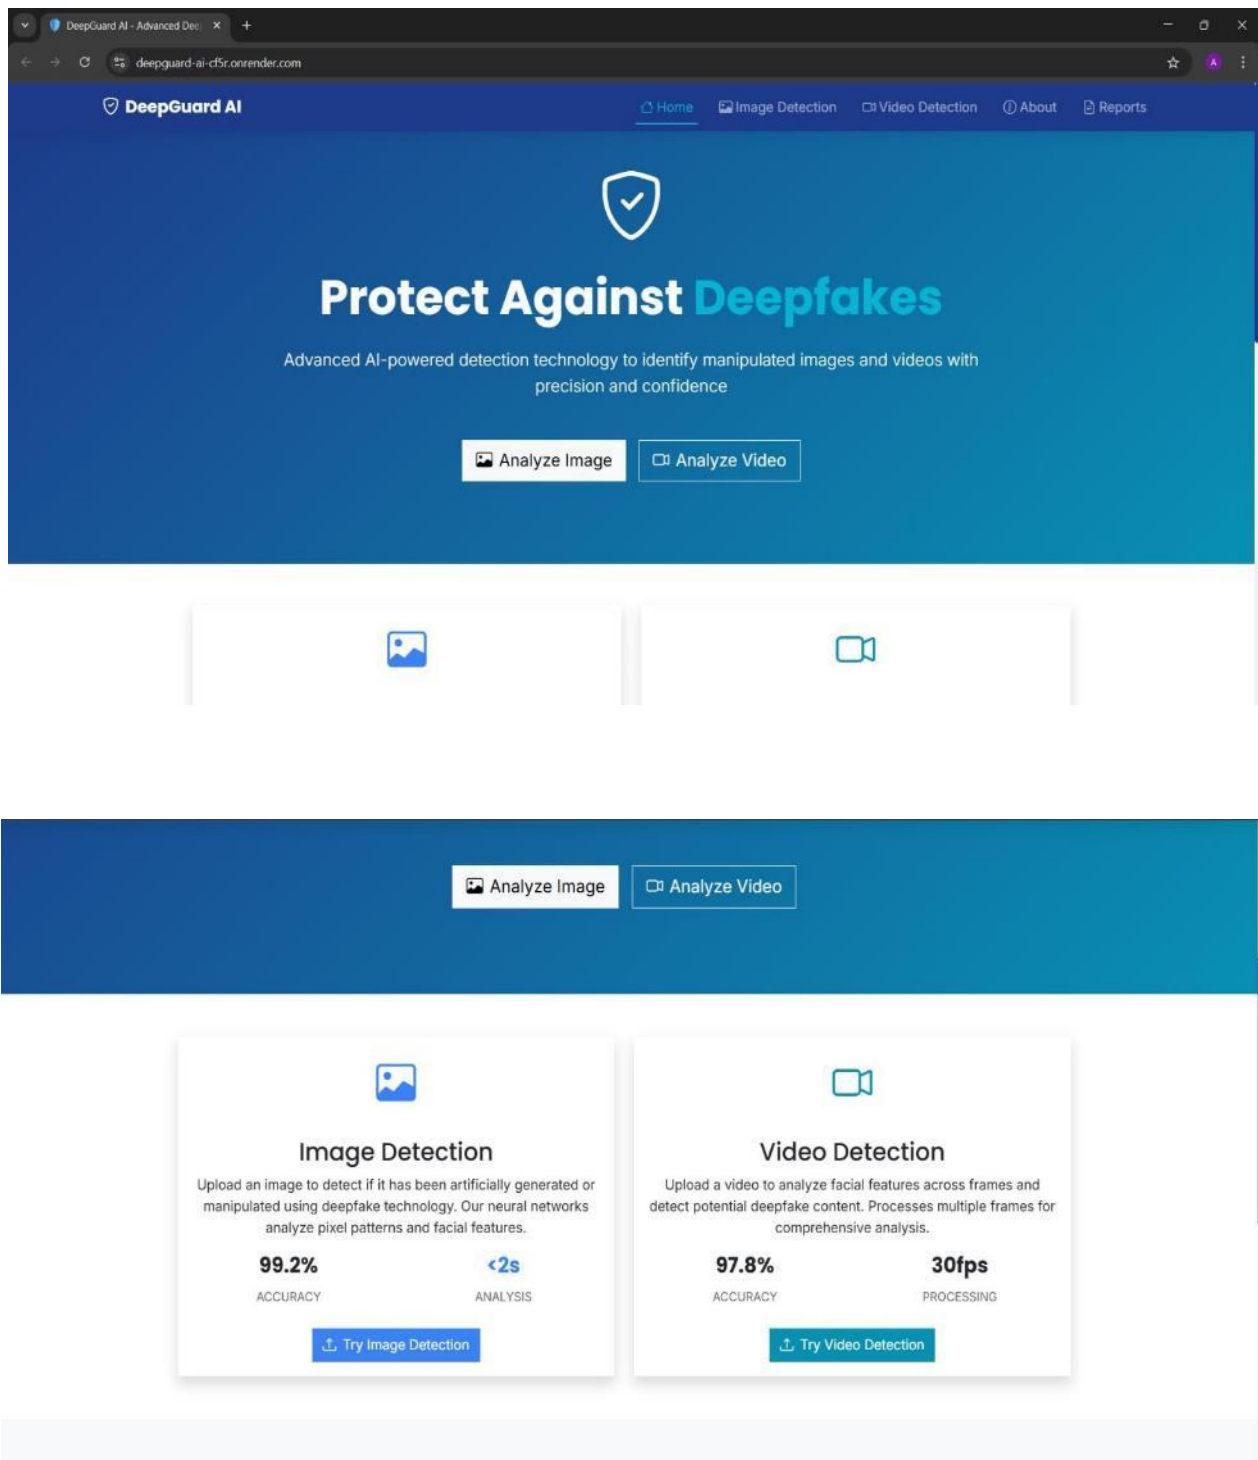 DeepGuard AI - Advanced Dee
deepguard-ai-cf5r.onrender.com
A
DeepGuard AI
Home
Image Detection
Video Detection
About
Reports
Protect Against Deepfakes
Advanced AI-powered detection technology to identify manipulated images and videos with
precision and confidence
Analyze Image
Analyze Video
Analyze Image
Analyze Video
Image Detection
Upload an image to detect if it has been artificially generated or
manipulated using deepfake technology. Our neural networks
analyze pixel patterns and facial features.
99.2%
<2s
ACCURACY
ANALYSIS
Try Image Detection
Video Detection
Upload a video to analyze facial features across frames and
detect potential deepfake content. Processes multiple frames for
comprehensive analysis.
97.8%
30fps
ACCURACY
PROCESSING
Try Video Detection